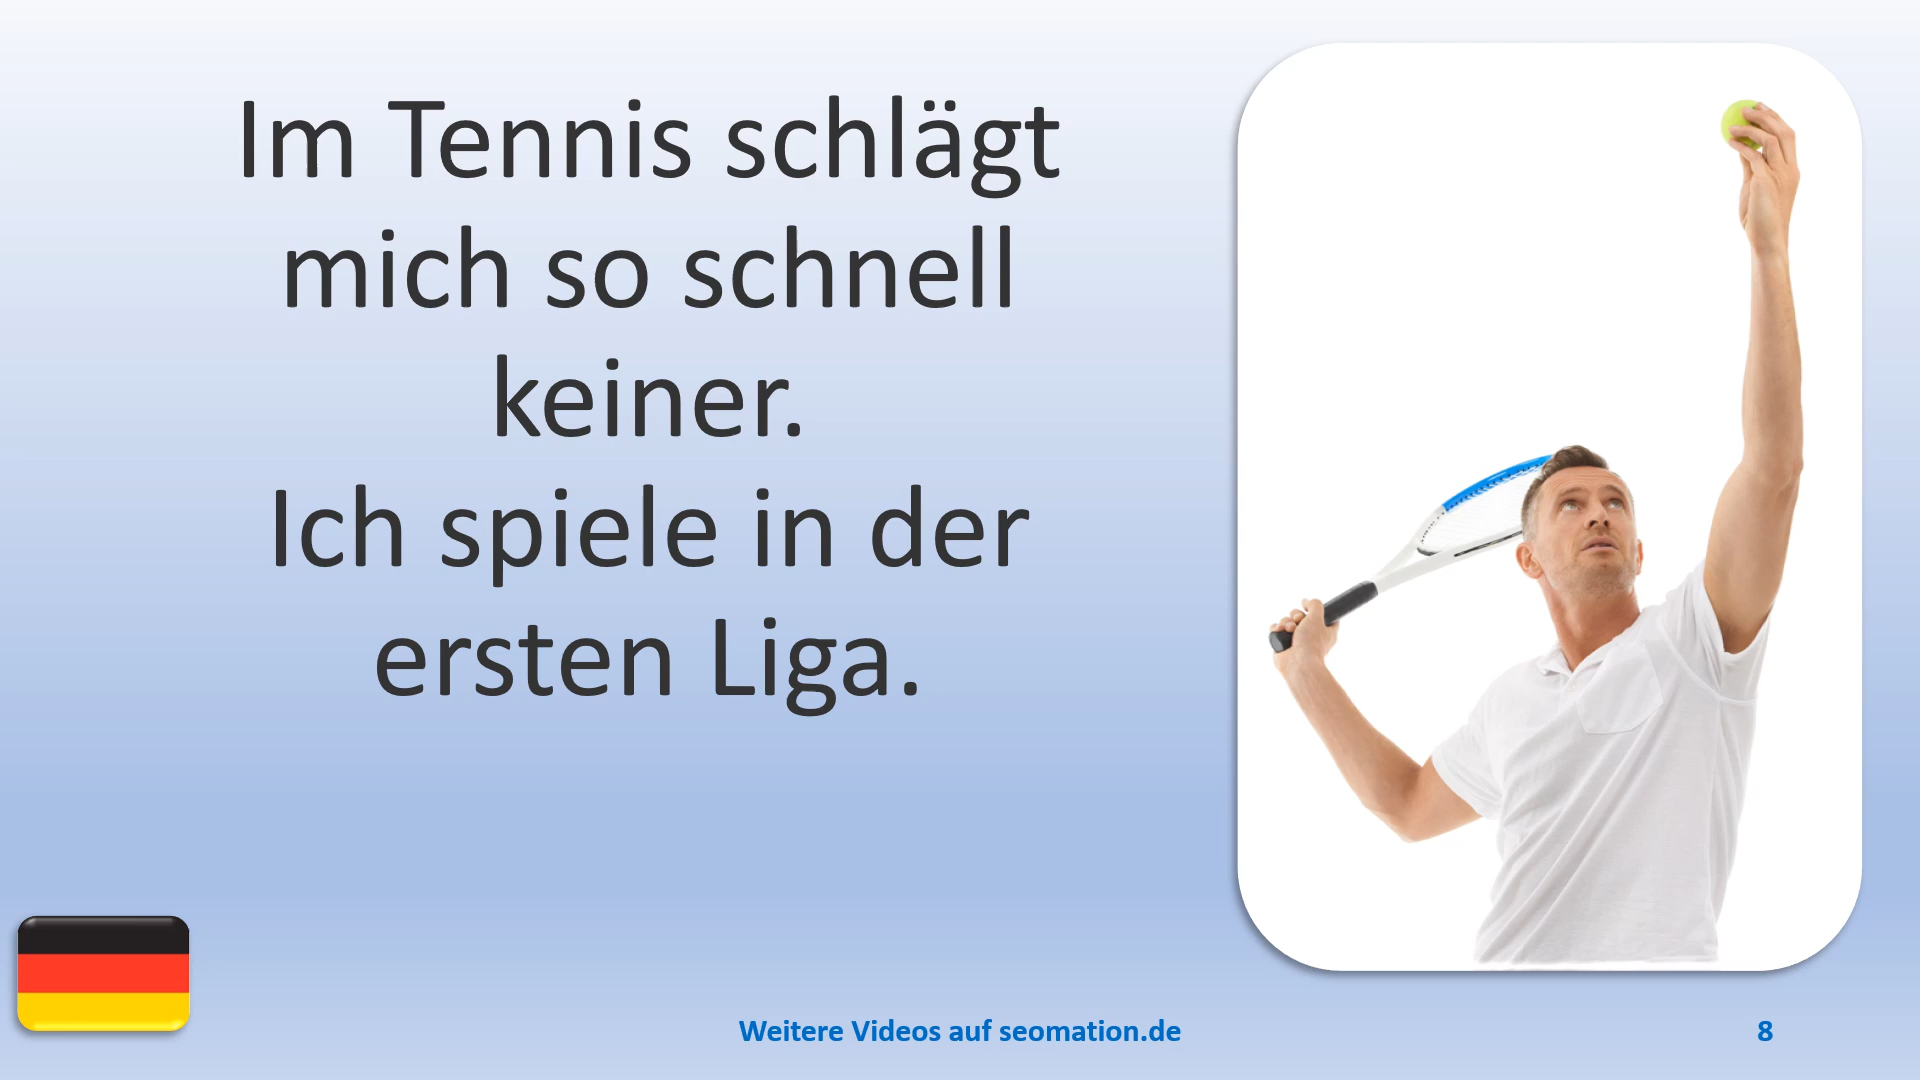 Im Tennis schlägt
mich so schnell
keiner.
Ich spiele in der
ersten Liga.
Weitere Videos auf seomation.de
8